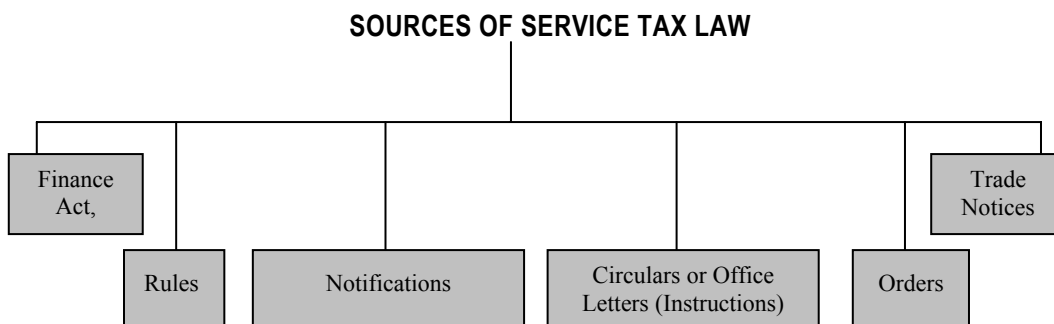 SOURCES OF SERVICE TAX LAW
Finance
Act,
Trade
Notices
Rules
Notifications
Circulars or Office
Letters (Instructions)
Orders